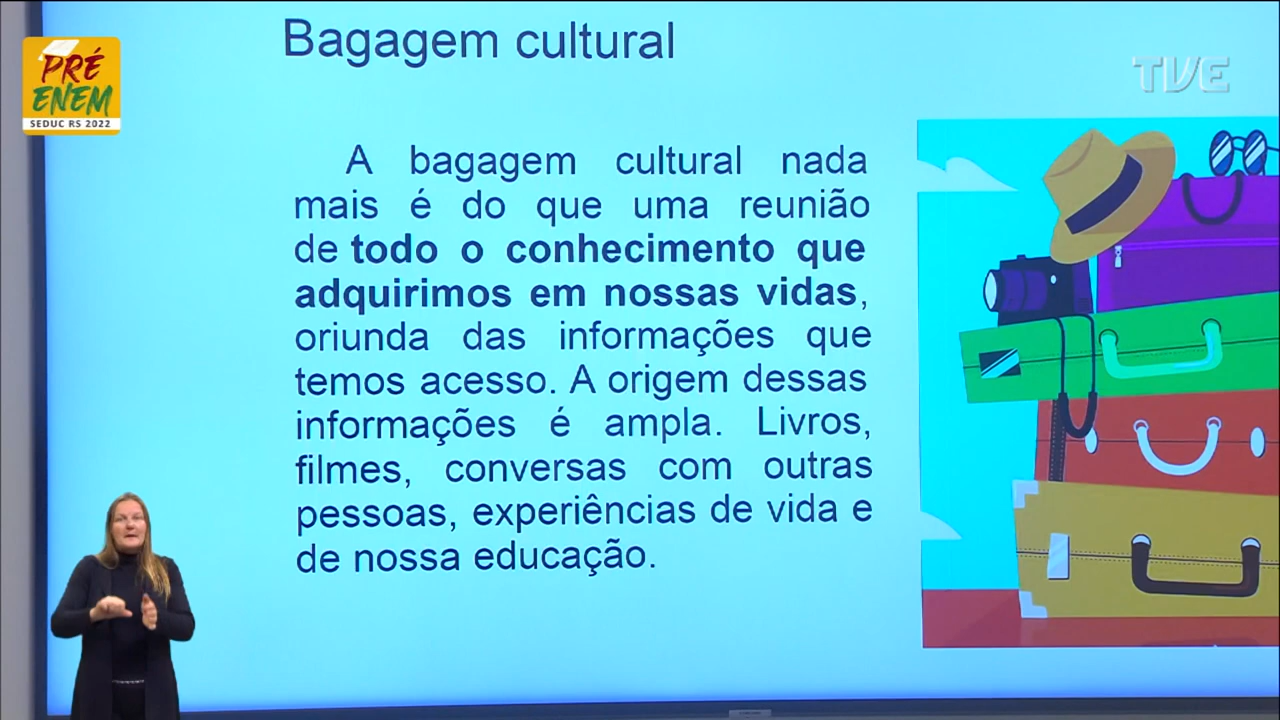 Bagagem cultural
PRÉ
ENEM
SEDUC RS 2022
TVE
A bagagem cultural nada
mais é do que uma reunião
de todo o conhecimento que
adquirimos em nossas vidas,
oriunda das informações que
temos acesso. A origem dessas
informações é ampla. Livros,
filmes, conversas com outras
pessoas, experiências de vida e
de nossa educação.